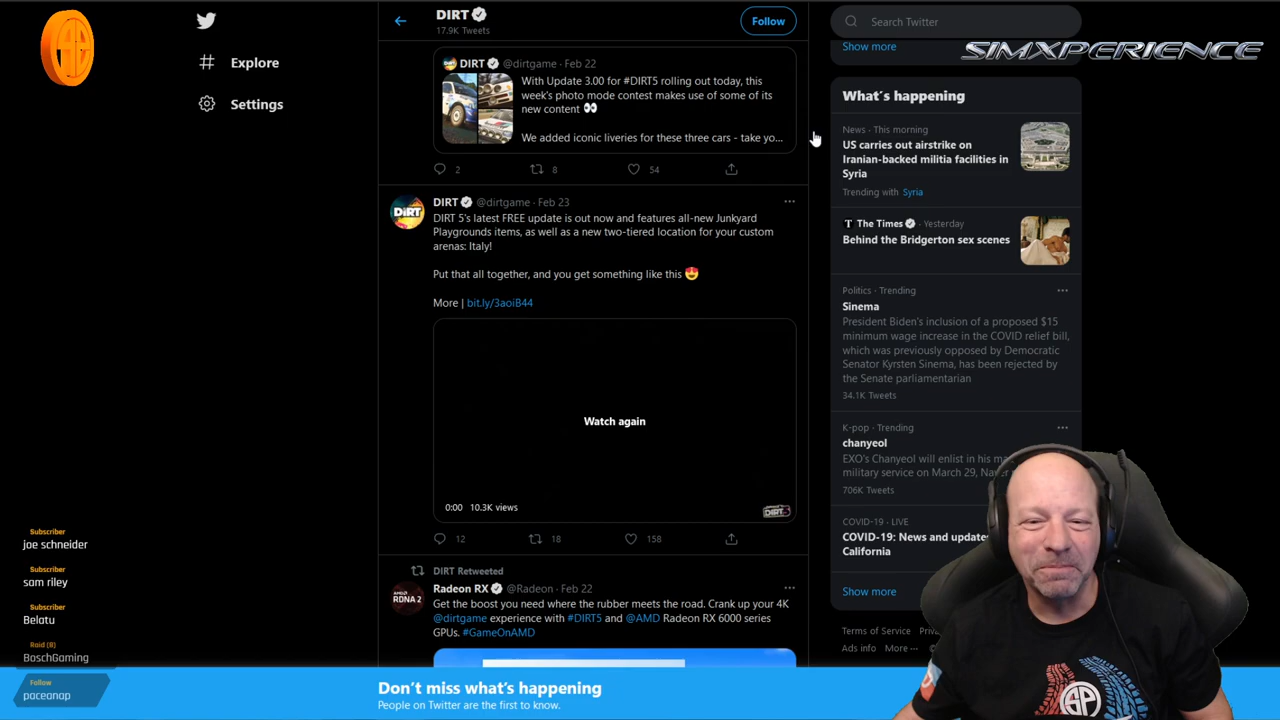 DIRT
17.9K Tweets
Follow
Search Twitter
Explore
Settings
DIRT @dirtgame · Feb 22
With Update 3.00 for #DIRT5 rolling out today, this
week's photo mode contest makes use of some of its
new content 👀
We added iconic liveries for these three cars - take yo...
2
8
54
DIRT @dirtgame · Feb 23
DIRT 5's latest FREE update is out now and features all-new Junkyard
Playgrounds items, as well as a new two-tiered location for your custom
arenas: Italy!
Put that all together, and you get something like this 😍
More | bit.ly/3aoiB44
Watch again
0:00 10.3K views
DIRT5
12
18
158
DIRT Retweeted
Radeon RX @Radeon · Feb 22
Get the boost you need where the rubber meets the road. Crank up your 4K
@dirtgame experience with #DIRT5 and @AMD Radeon RX 6000 series
GPUs. #GameOnAMD
AMD
RDNA 2
Show more
SIMXPERIENCE
What's happening
News · This morning
US carries out airstrike on
Iranian-backed militia facilities in
Syria
Trending with Syria
The Times · Yesterday
Behind the Bridgerton sex scenes
Politics · Trending
Sinema
President Biden's inclusion of a proposed $15
minimum wage increase in the COVID relief bill,
which was previously opposed by Democratic
Senator Kyrsten Sinema, has been rejected by
the Senate parliamentarian
34.1K Tweets
K-pop · Trending
chanyeol
EXO's Chanyeol will enlist in his
military service on March 29,
706K Tweets
COVID-19 · LIVE
COVID-19: News and update
California
Show more
Terms of Service
Ads info More ···
Subscriber
joe schneider
Subscriber
sam riley
Subscriber
Belatu
Raid (8)
BoschGaming
Follow
paceanap
Don't miss what's happening
People on Twitter are the first to know.